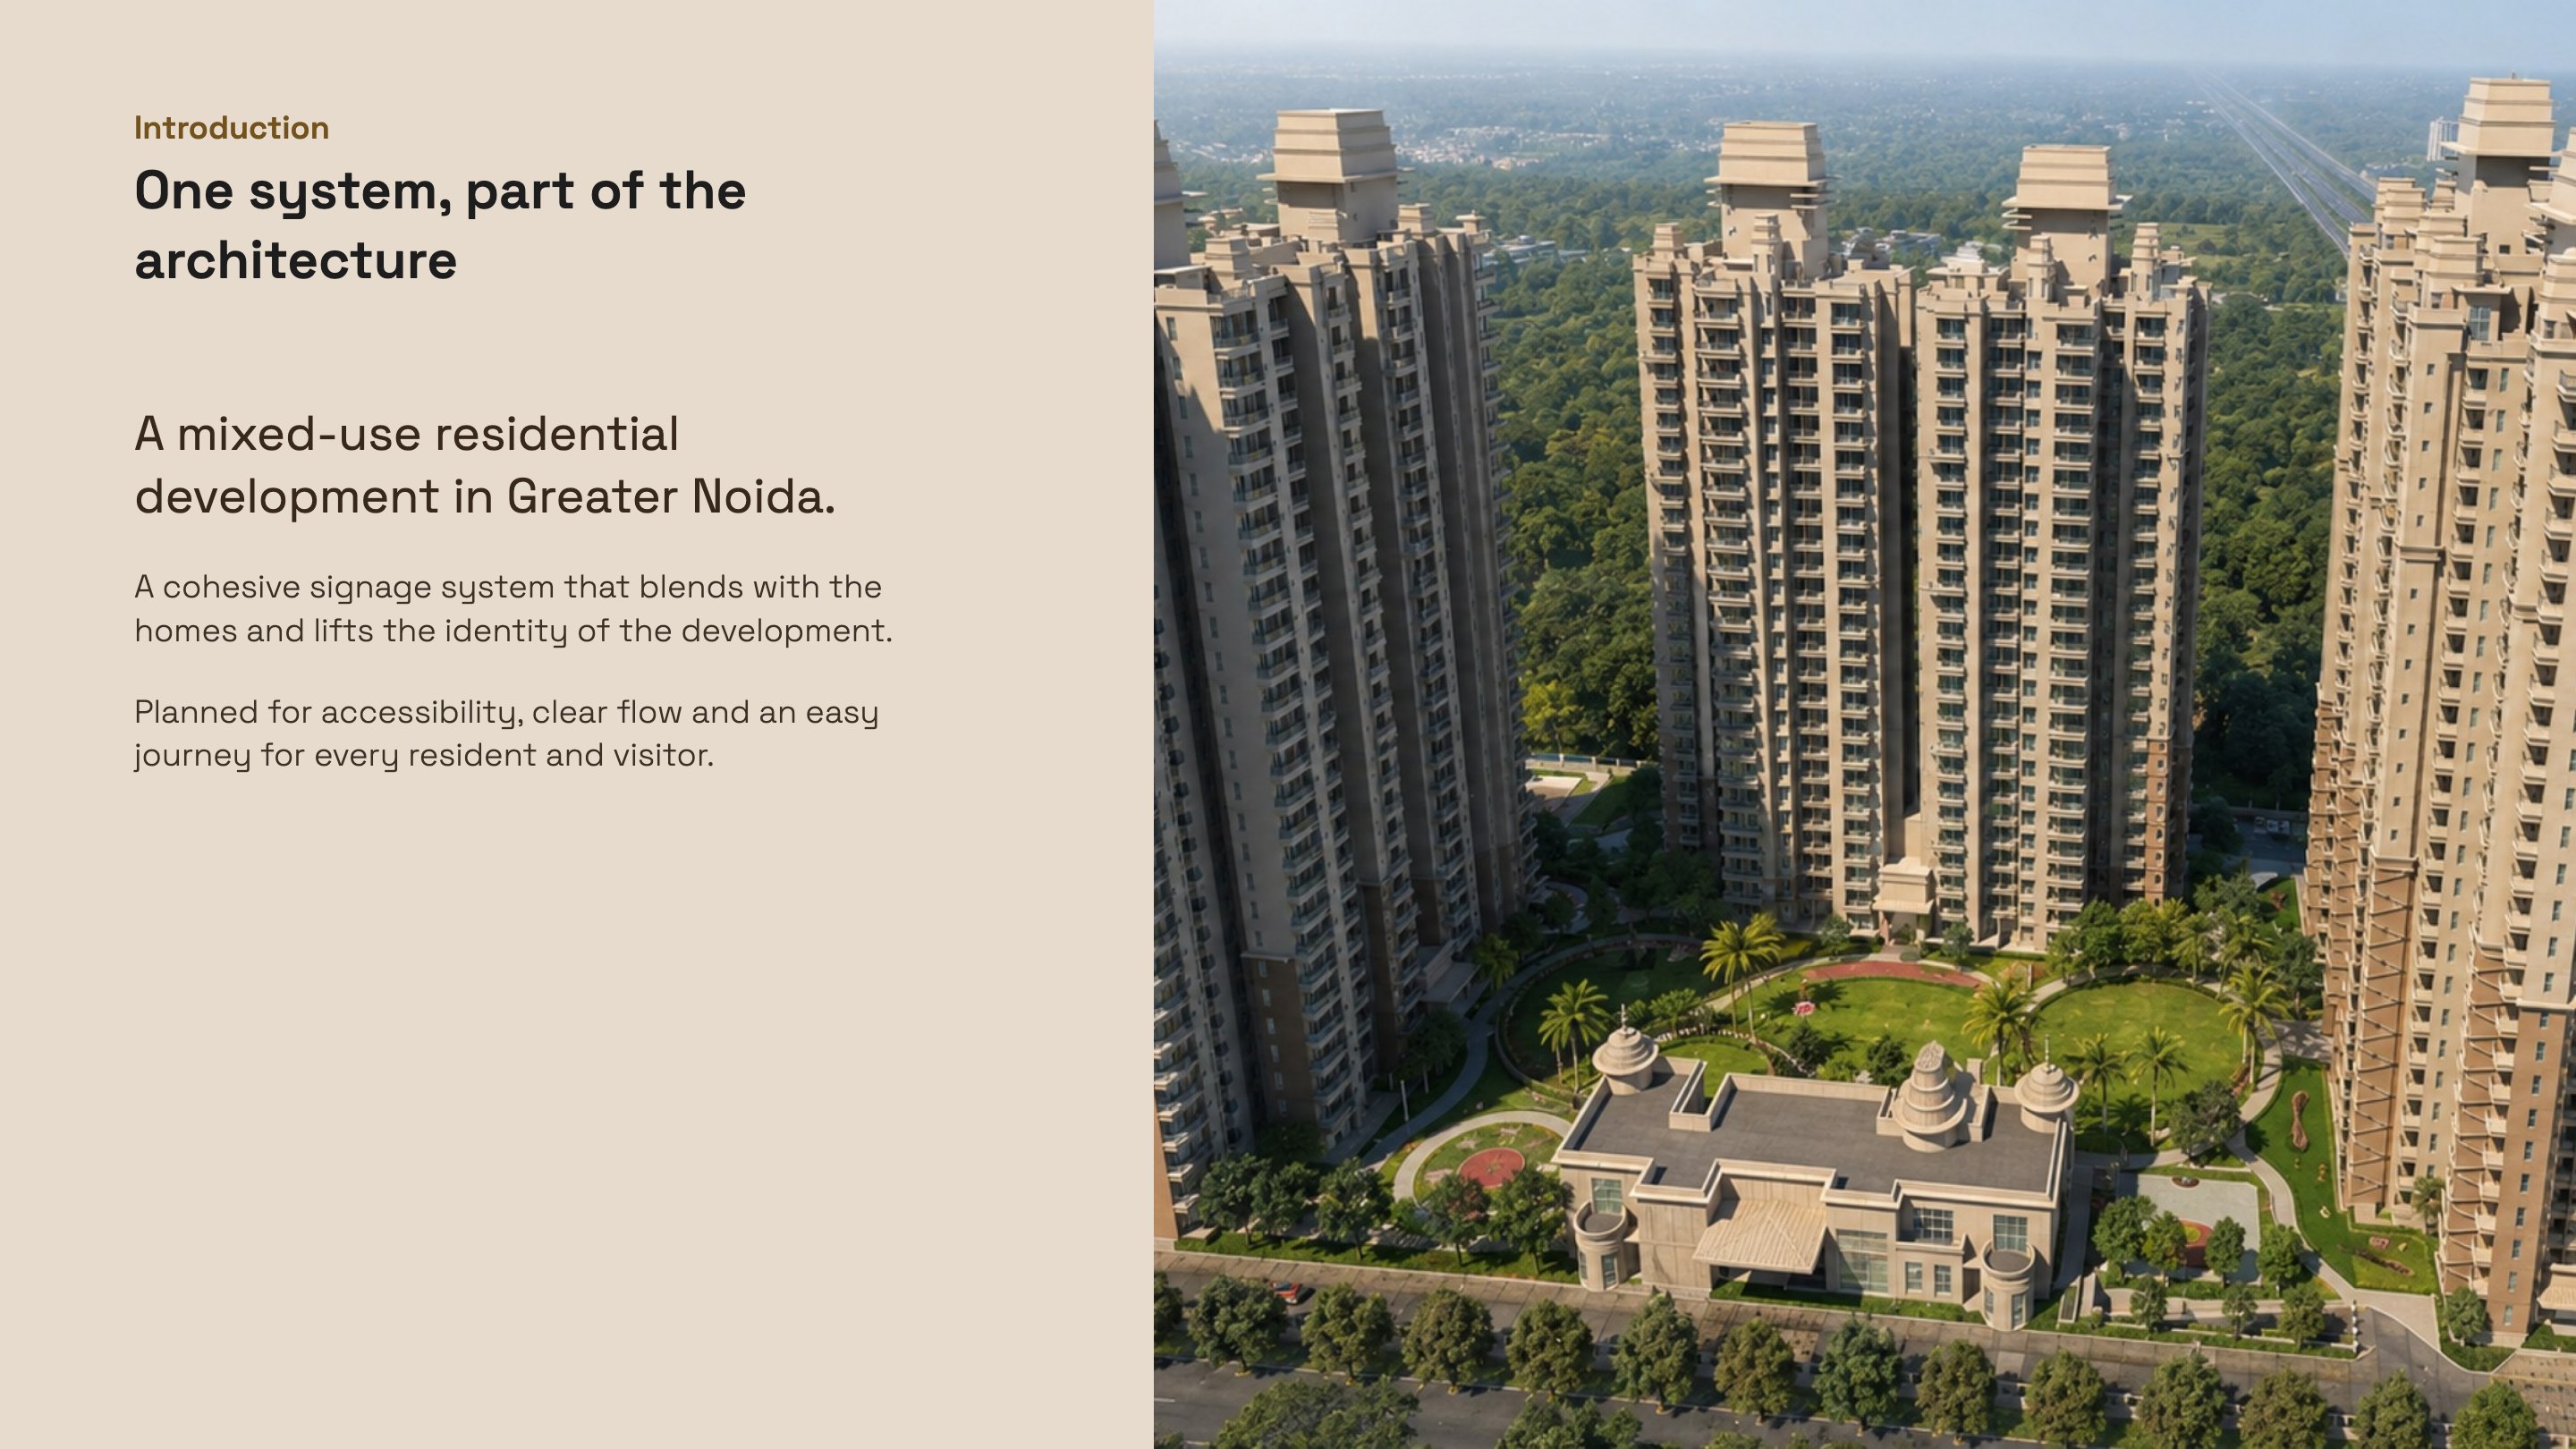 Introduction
One system, part of the
architecture
A mixed-use residential
development in Greater Noida.
A cohesive signage system that blends with the
homes and lifts the identity of the development.
Planned for accessibility, clear flow and an easy
journey for every resident and visitor.